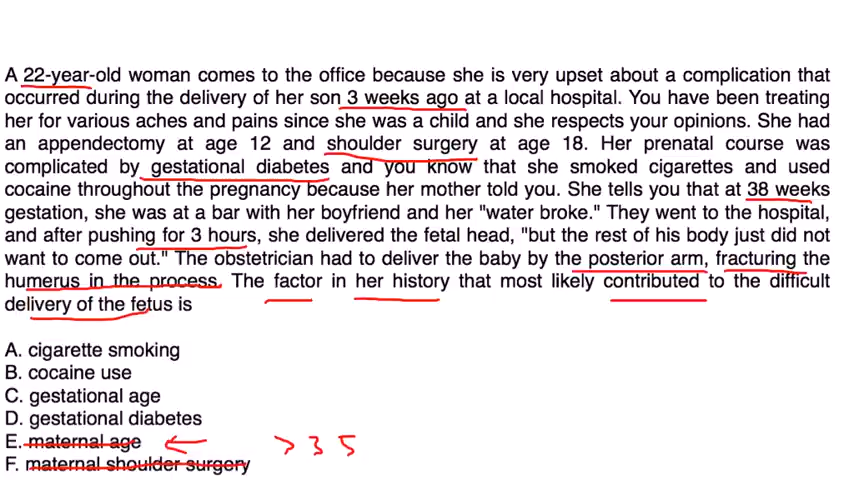 A 22-year-old woman comes to the office because she is very upset about a complication that
occurred during the delivery of her son 3 weeks ago at a local hospital. You have been treating
her for various aches and pains since she was a child and she respects your opinions. She had
an appendectomy at age 12 and shoulder surgery at age 18. Her prenatal course was
complicated by gestational diabetes and you know that she smoked cigarettes and used
cocaine throughout the pregnancy because her mother told you. She tells you that at 38 weeks
gestation, she was at a bar with her boyfriend and her "water broke." They went to the hospital,
and after pushing for 3 hours, she delivered the fetal head, "but the rest of his body just did not
want to come out." The obstetrician had to deliver the baby by the posterior arm, fracturing the
humerus in the process. The factor in her history that most likely contributed to the difficult
delivery of the fetus is
A. cigarette smoking
B. cocaine use
C. gestational age
D. gestational diabetes
E. maternal age ← > 35
F. maternal shoulder surgery